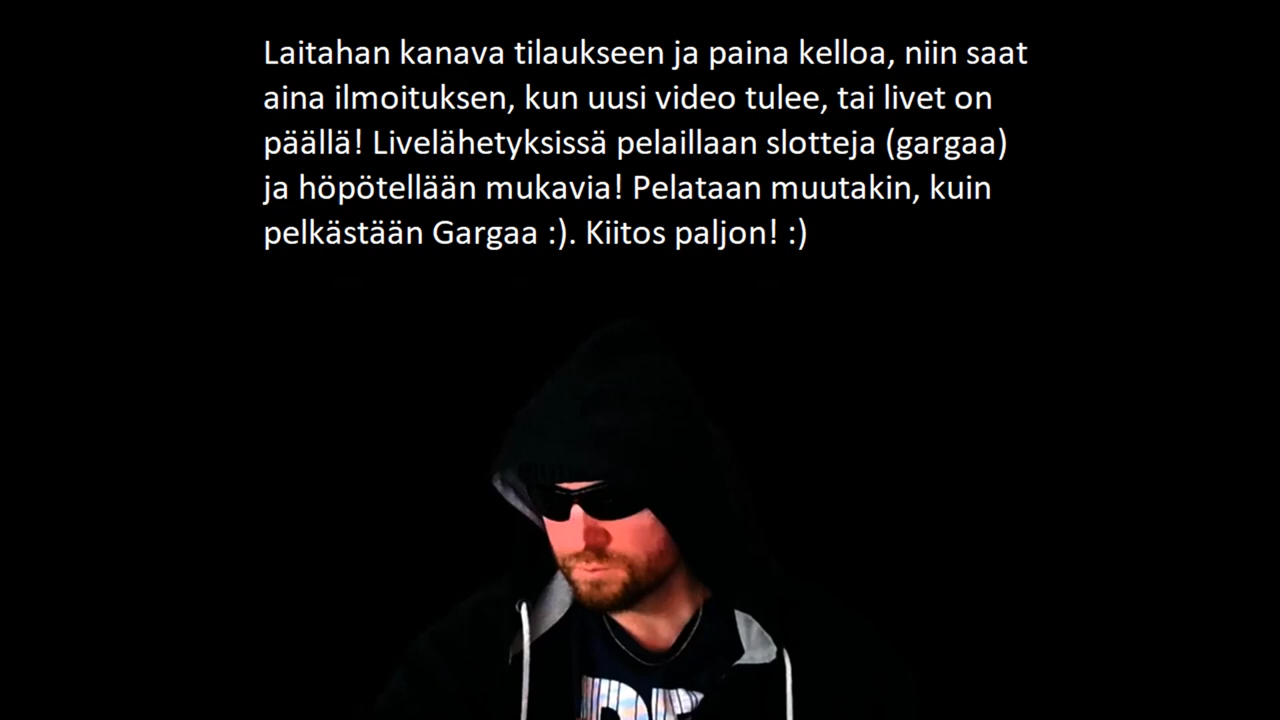 Laitahan kanava tilaukseen ja paina kelloa, niin saat
aina ilmoituksen, kun uusi video tulee, tai livet on
päällä! Livelähetyksissä pelaillaan slotteja (gargaa)
ja höpötellään mukavia! Pelataan muutakin, kuin
pelkästään Gargaa :). Kiitos paljon! :)